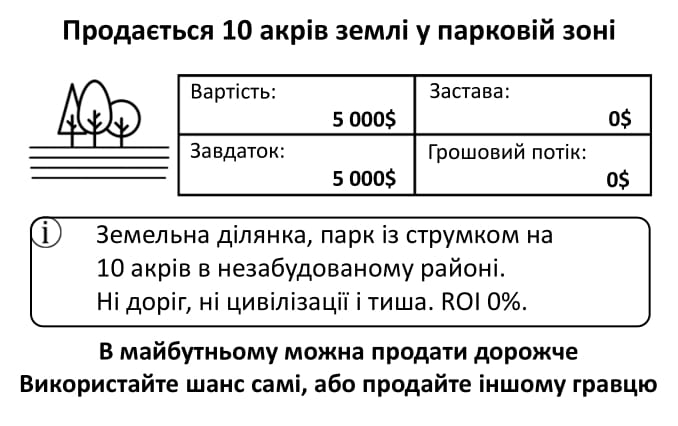 Продається 10 акрів землі у парковій зоні
Вартість:
5 000$
Застава:
0$
Завдаток:
5 000$
Грошовий потік:
0$
i
Земельна ділянка, парк із струмком на
10 акрів в незабудованому районі.
Ні доріг, ні цивілізації і тиша. ROI 0%.
В майбутньому можна продати дорожче
Використайте шанс самі, або продайте іншому гравцю